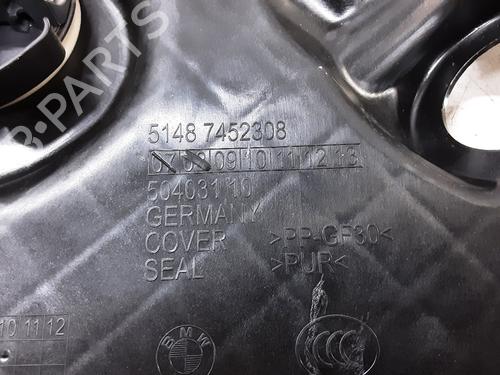 5148 7452308
07 08 09 10 11 12 13
504031 10
GERMANY
COVER >PP-GF30<
SEAL >PUR<
10 11 12
BMW
B-PARTS